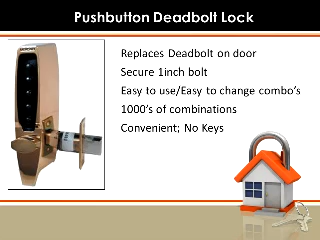 Pushbutton Deadbolt Lock
Replaces Deadbolt on door
Secure 1inch bolt
Easy to use/Easy to change combo's
1000's of combinations
Convenient; No Keys